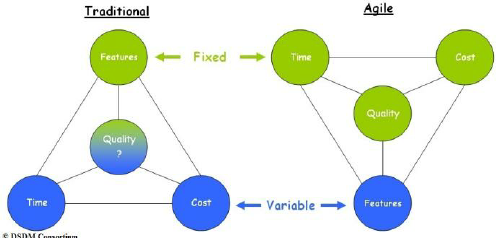 Traditional
Agile
Features
Fixed
Time
Cost
Quality
?
Quality
Time
Cost
Variable
Features
© DSDM Consortium